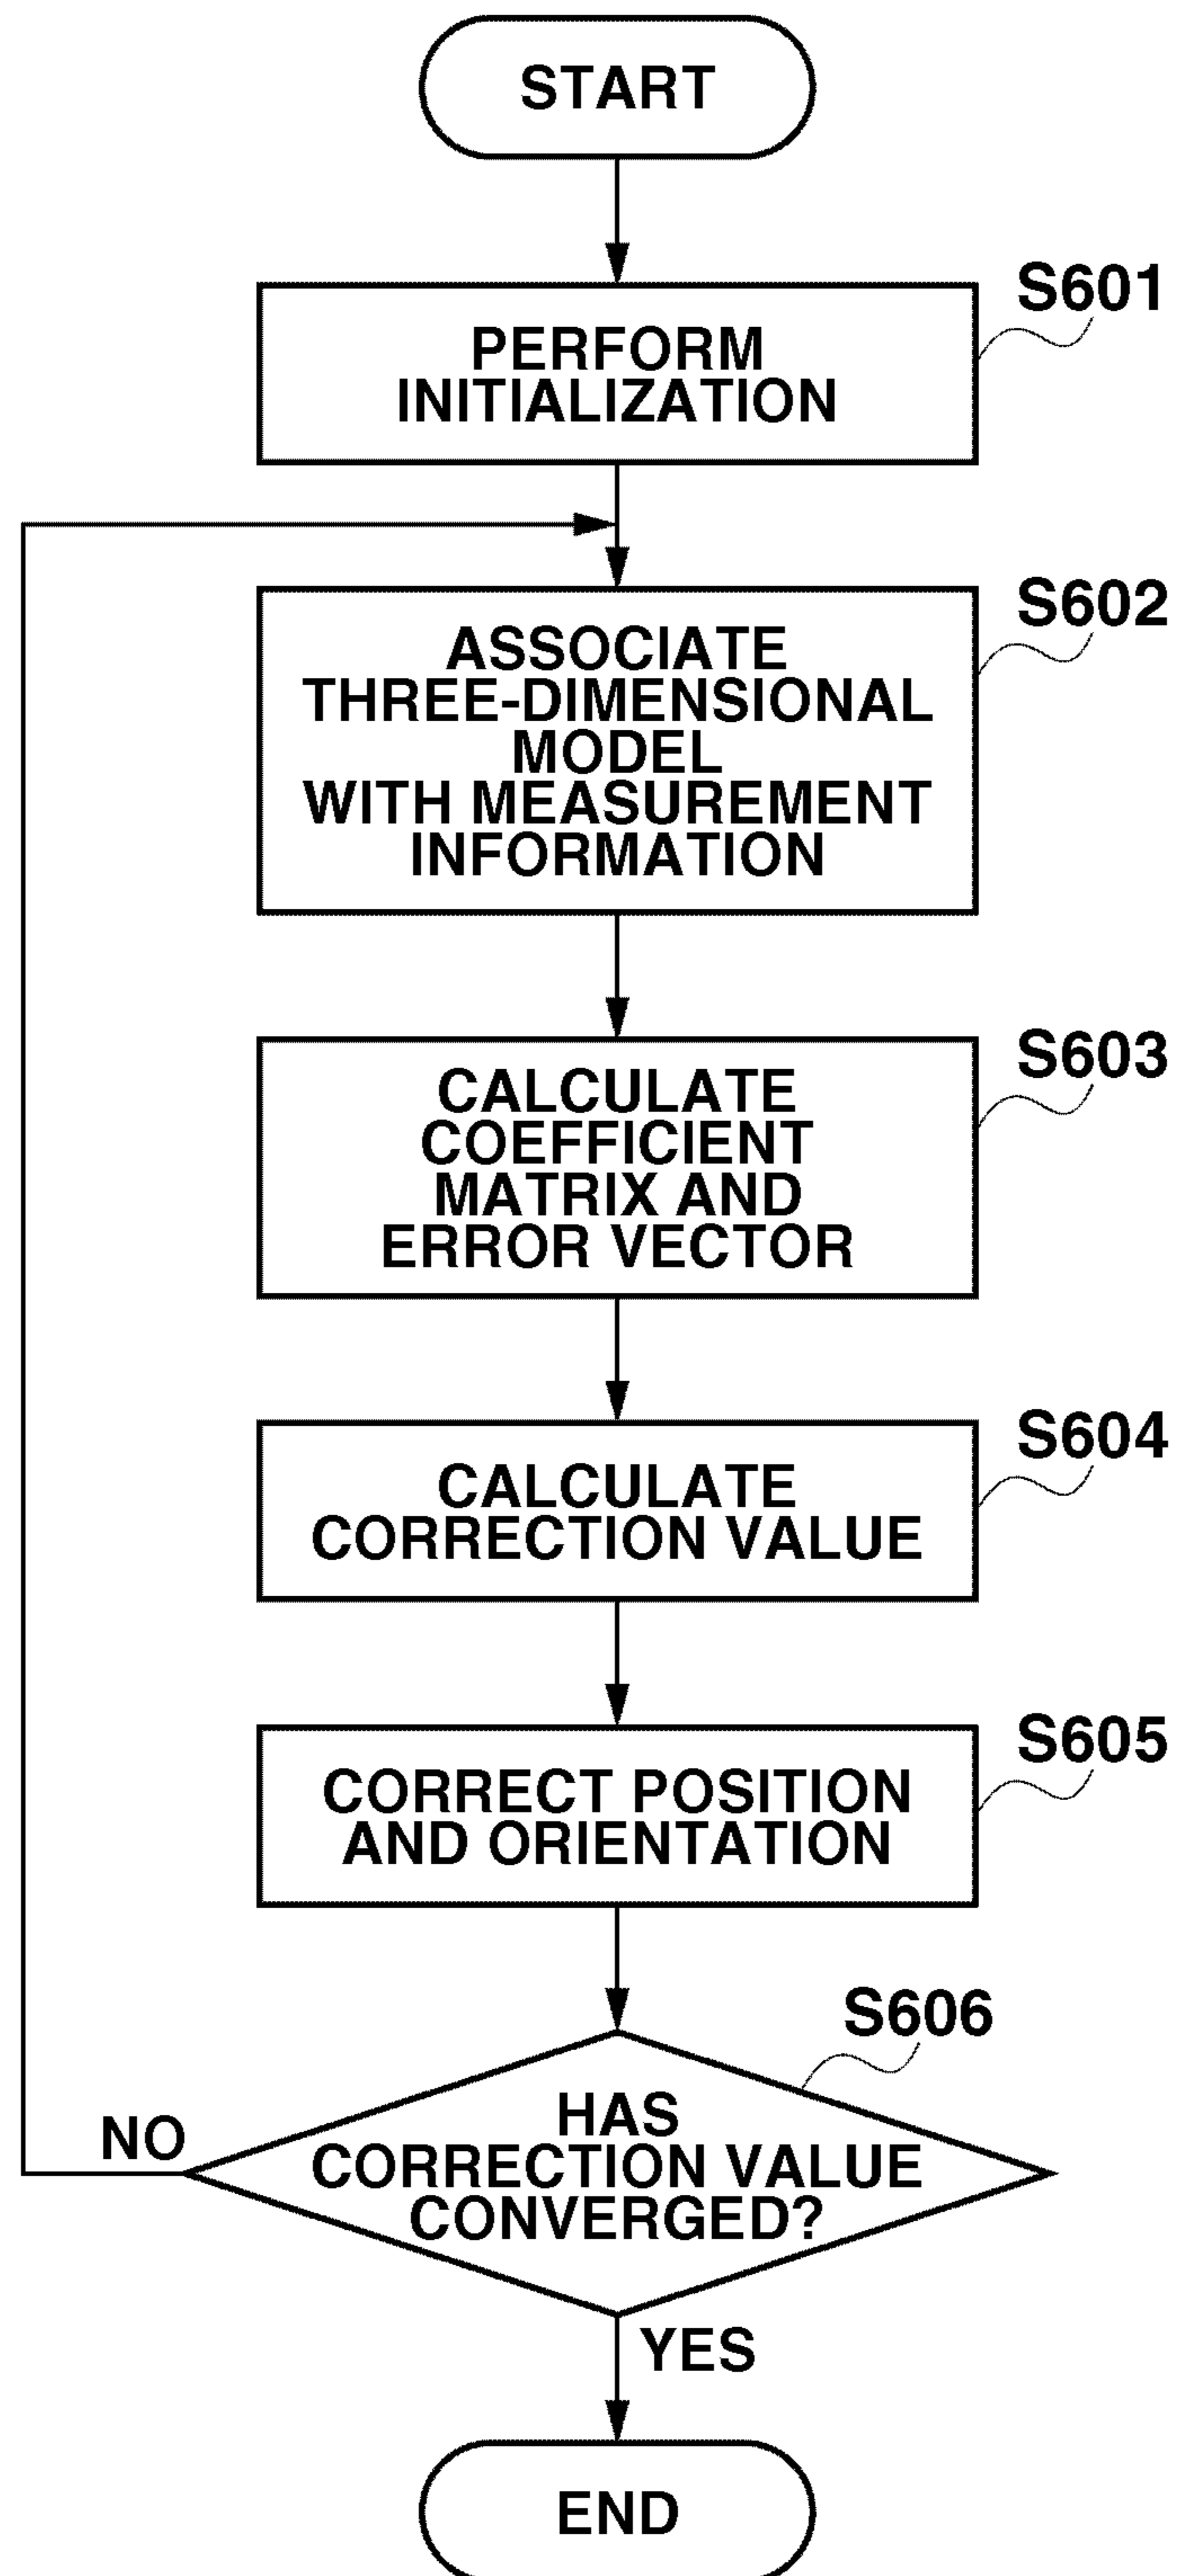 START
S601
PERFORM
INITIALIZATION
S602
ASSOCIATE
THREE-DIMENSIONAL
MODEL
WITH MEASUREMENT
INFORMATION
S603
CALCULATE
COEFFICIENT
MATRIX AND
ERROR VECTOR
S604
CALCULATE
CORRECTION VALUE
S605
CORRECT POSITION
AND ORIENTATION
S606
HAS
CORRECTION VALUE
CONVERGED?
NO
YES
END